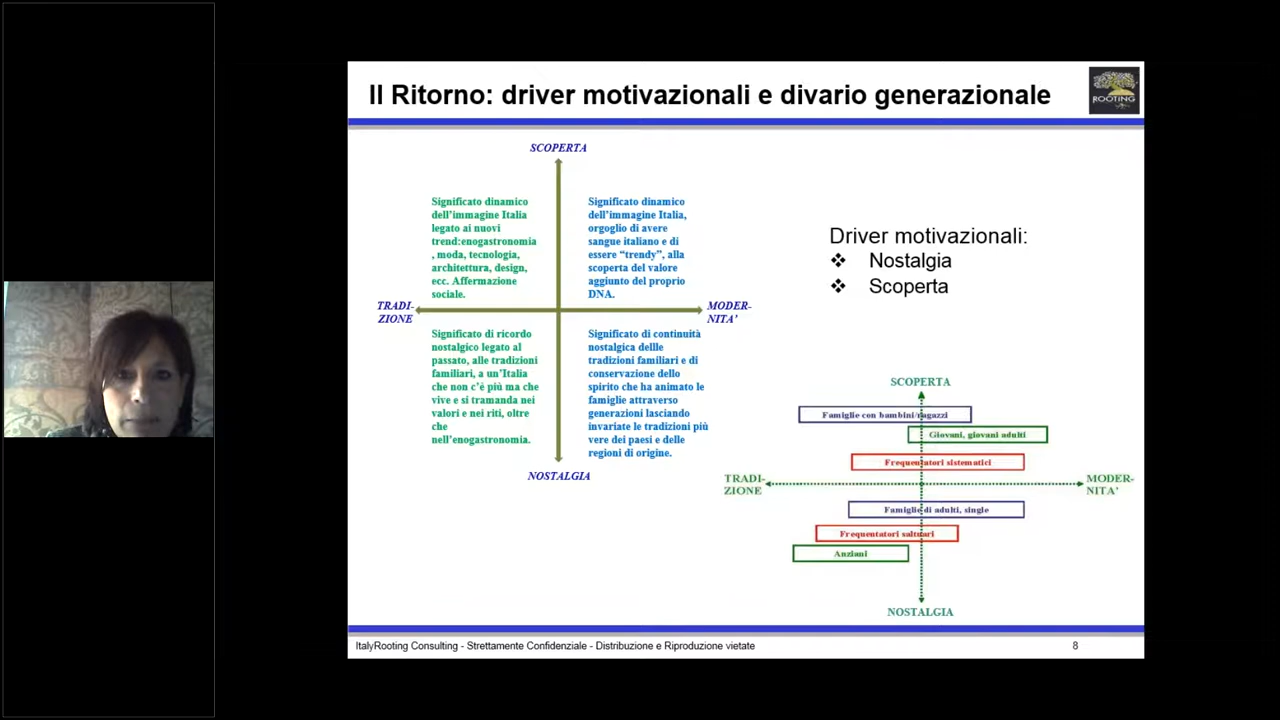 Il Ritorno: driver motivazionali e divario generazionale
ROOTING
SCOPERTA
Significato dinamico
dell'immagine Italia
legato ai nuovi
trend:enogastronomia
, moda, tecnologia,
architettura, design,
ecc. Affermazione
sociale.
Significato dinamico
dell'immagine Italia,
orgoglio di avere
sangue italiano e di
essere "trendy", alla
scoperta del valore
aggiunto del proprio
DNA.
TRADI-
ZIONE
MODER-
NITA'
Significato di ricordo
nostalgico legato al
passato, alle tradizioni
familiari, a un'Italia
che non c'è più ma che
vive e si tramanda nei
valori e nei riti, oltre
che
nell'enogastronomia.
Significato di continuità
nostalgica dellle
tradizioni familiari e di
conservazione dello
spirito che ha animato le
famiglie attraverso
generazioni lasciando
invariate le tradizioni più
vere dei paesi e delle
regioni di origine.
NOSTALGIA
Driver motivazionali:
❖ Nostalgia
❖ Scoperta
SCOPERTA
Famiglie con bambini/ragazzi
Giovani, giovani adulti
Frequentatori sistematici
TRADI-
ZIONE
MODER-
NITA'
Famiglie di adulti, single
Frequentatori saltuari
Anziani
NOSTALGIA
ItalyRooting Consulting - Strettamente Confidenziale - Distribuzione e Riproduzione vietate
8